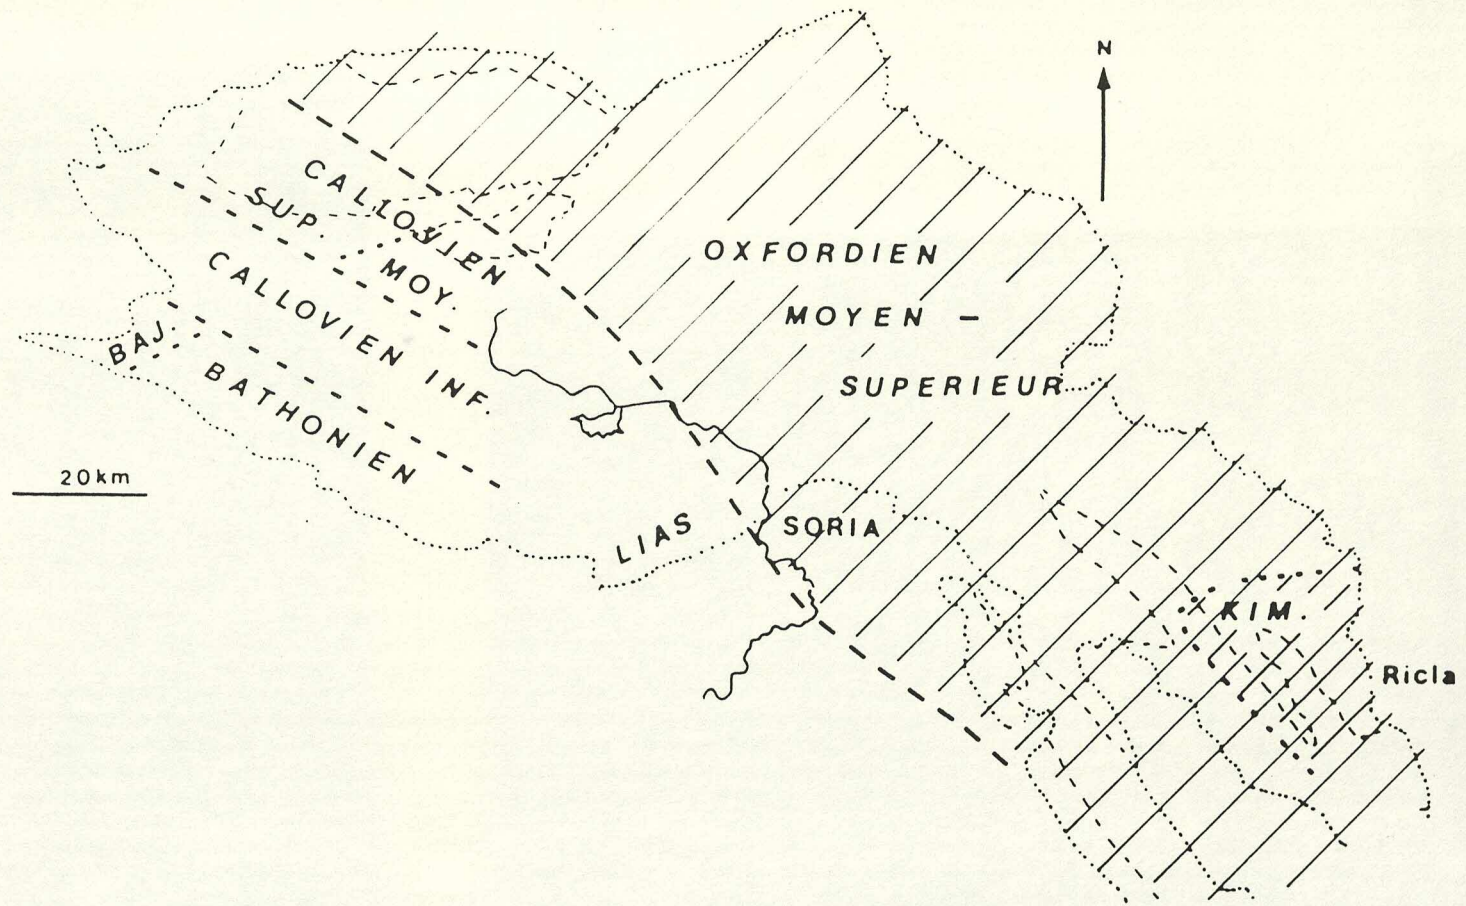 N
CALLOVIEN
SUP.
MOY.
CALLOVIEN INF.
BAJ.
BATHONIEN
OXFORDIEN
MOYEN –
SUPERIEUR
20km
LIAS
SORIA
KIM.
Ricla